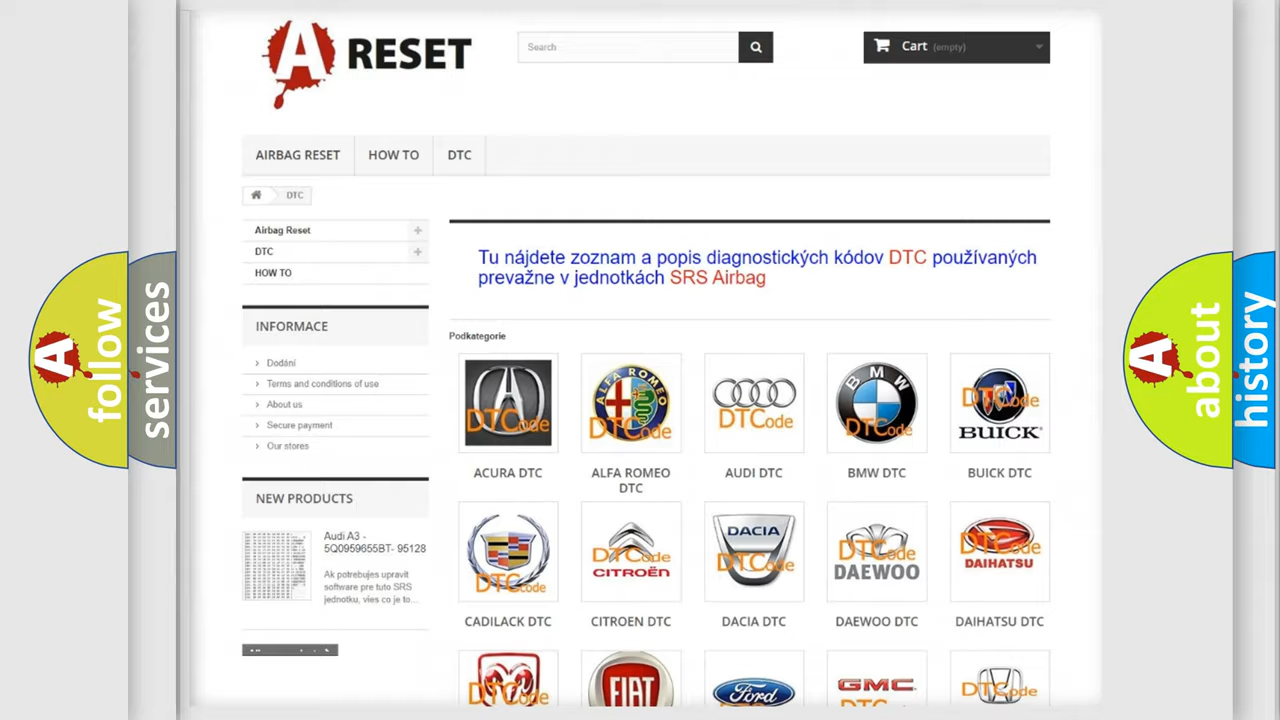 A RESET
Search
Cart (empty)
AIRBAG RESET
HOW TO
DTC
DTC
Airbag Reset
DTC
HOW TO
INFORMACE
Dodání
Terms and conditions of use
About us
Secure payment
Our stores
NEW PRODUCTS
Audi A3 -
5Q0959655BT- 95128
Ak potrebujes upravit
software pre tuto SRS
jednotku, vies co je to...
Tu nájdete zoznam a popis diagnostických kódov DTC používaných
prevažne v jednotkách SRS Airbag
Podkategorie
DTCode
ALFA ROMEO
DTCode
DTCode
BMW
DTCode
DTCode
BUICK
ACURA DTC
ALFA ROMEO
DTC
AUDI DTC
BMW DTC
BUICK DTC
DTCode
DTCode
CITROËN
DACIA
DTCode
DTCode
DAEWOO
DTCode
DAIHATSU
CADILACK DTC
CITROEN DTC
DACIA DTC
DAEWOO DTC
DAIHATSU DTC
DTCode
FIAT
Ford
GMC
DTCode
A follow
services
A about
history